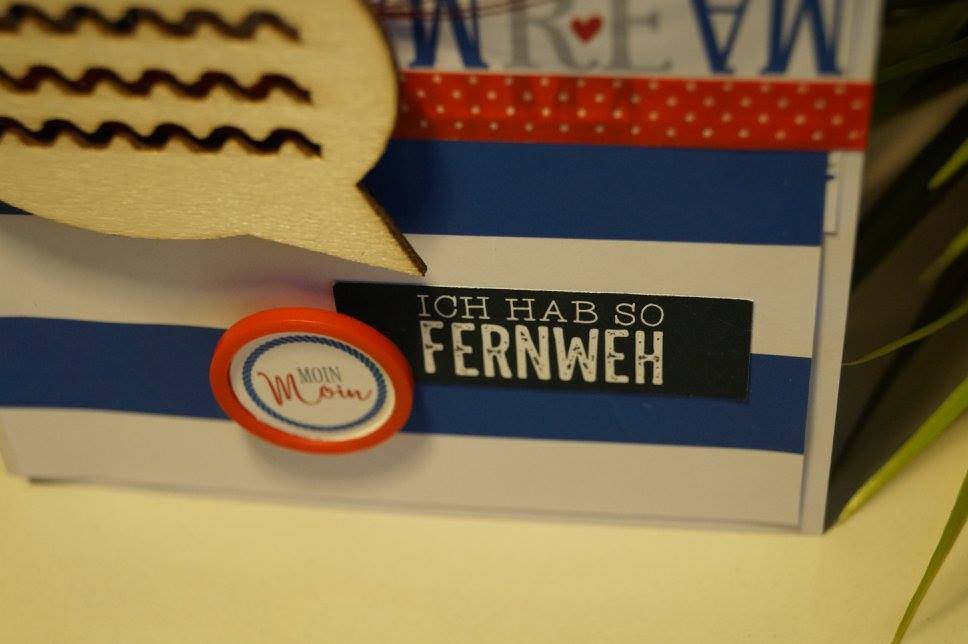 ICH HAB SO
FERNWEH
MOIN
Moin